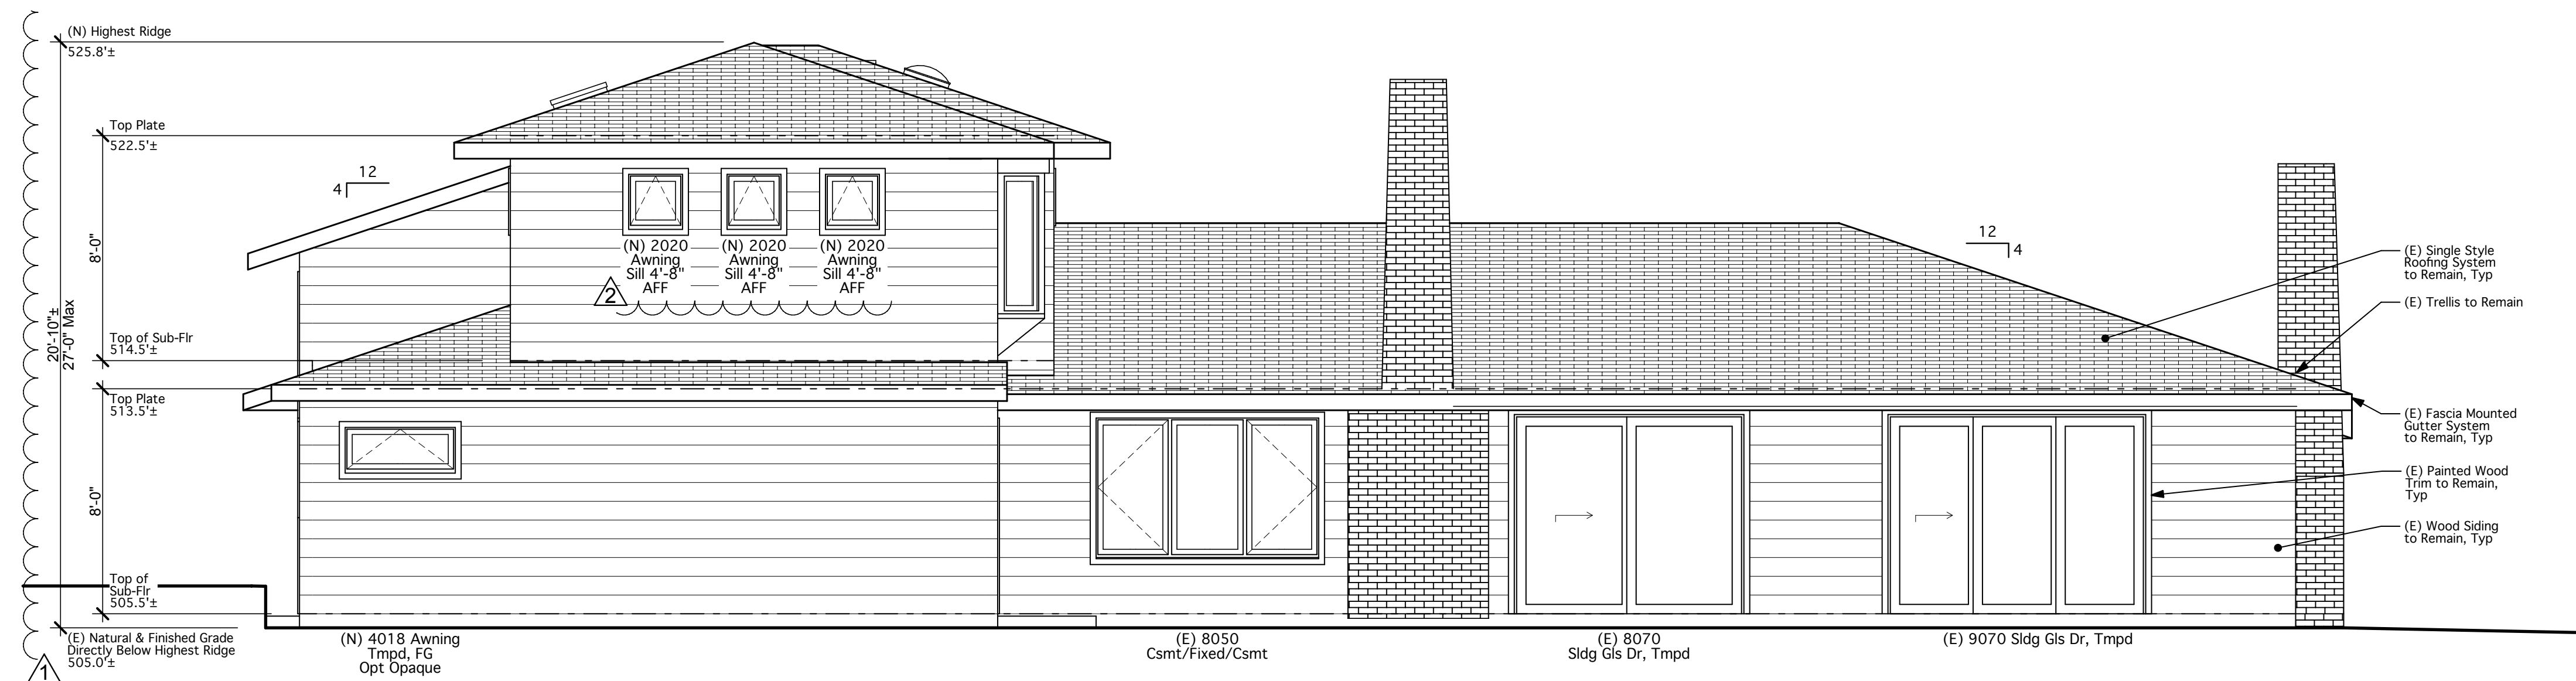 (N) Highest Ridge
525.8'±
Top Plate
522.5'±
12
4
8'-0"
(N) 2020
Awning
Sill 4'-8"
AFF
(N) 2020
Awning
Sill 4'-8"
AFF
(N) 2020
Awning
Sill 4'-8"
AFF
2
12
4
20'-10"±
27'-0" Max
Top of Sub-Flr
514.5'±
Top Plate
513.5'±
8'-0"
Top of
Sub-Flr
505.5'±
(E) Natural & Finished Grade
Directly Below Highest Ridge
505.0'±
1
(E) Single Style
Roofing System
to Remain, Typ
(E) Trellis to Remain
(E) Fascia Mounted
Gutter System
to Remain, Typ
(E) Painted Wood
Trim to Remain,
Typ
(E) Wood Siding
to Remain, Typ
(N) 4018 Awning
Tmpd, FG
Opt Opaque
(E) 8050
Csmt/Fixed/Csmt
(E) 8070
Sldg Gls Dr, Tmpd
(E) 9070 Sldg Gls Dr, Tmpd